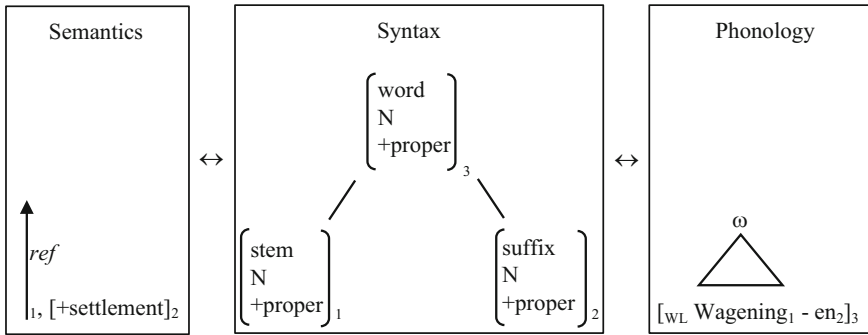 Semantics
ref
₁, [+settlement]₂
↔
Syntax
word
N
+proper
₃
stem
N
+proper
₁
suffix
N
+proper
₂
↔
Phonology
ω
[WL Wagening₁ - en₂]₃